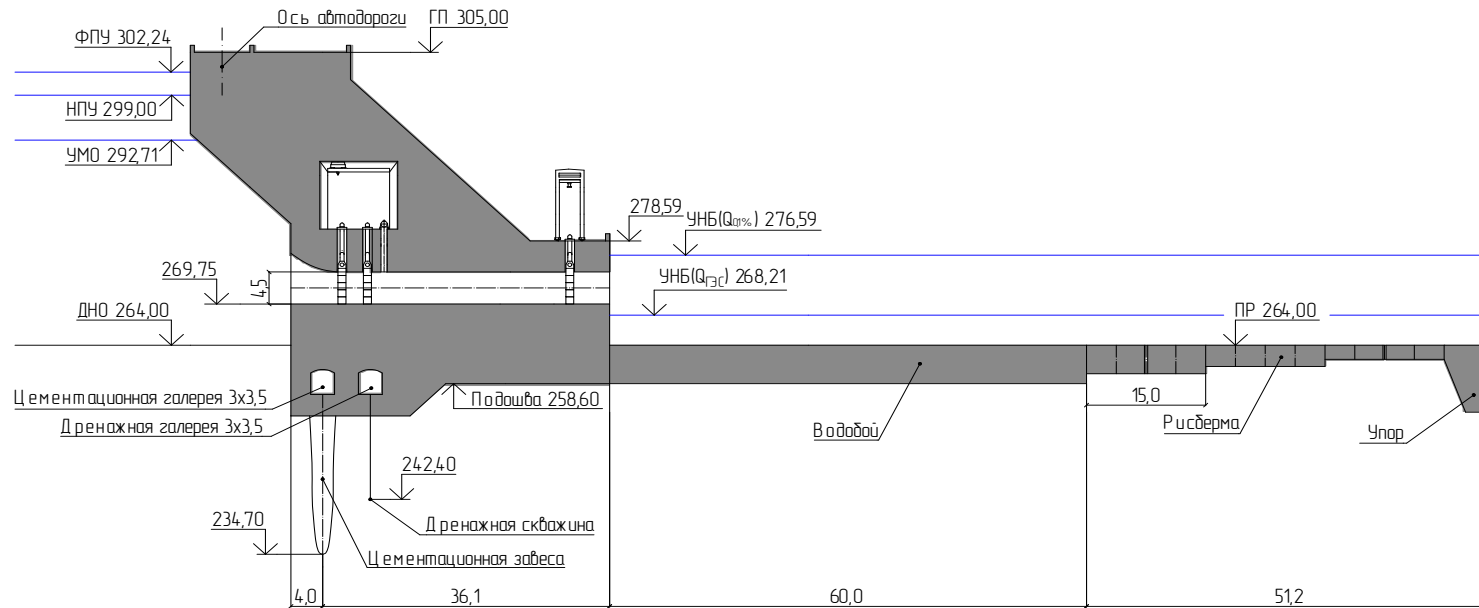 Ось автодороги
ГП 305,00
ФПУ 302,24
НПУ 299,00
УМО 292,71
278,59
УНБ(Q0,1%) 276,59
269,75
4,5
УНБ(QГЭС) 268,21
ДНО 264,00
ПР 264,00
Цементационная галерея 3х3,5
Подошва 258,60
15,0
Дренажная галерея 3х3,5
Водобой
Рисберма
Упор
242,40
234,70
Дренажная скважина
Цементационная завеса
4,0
36,1
60,0
51,2